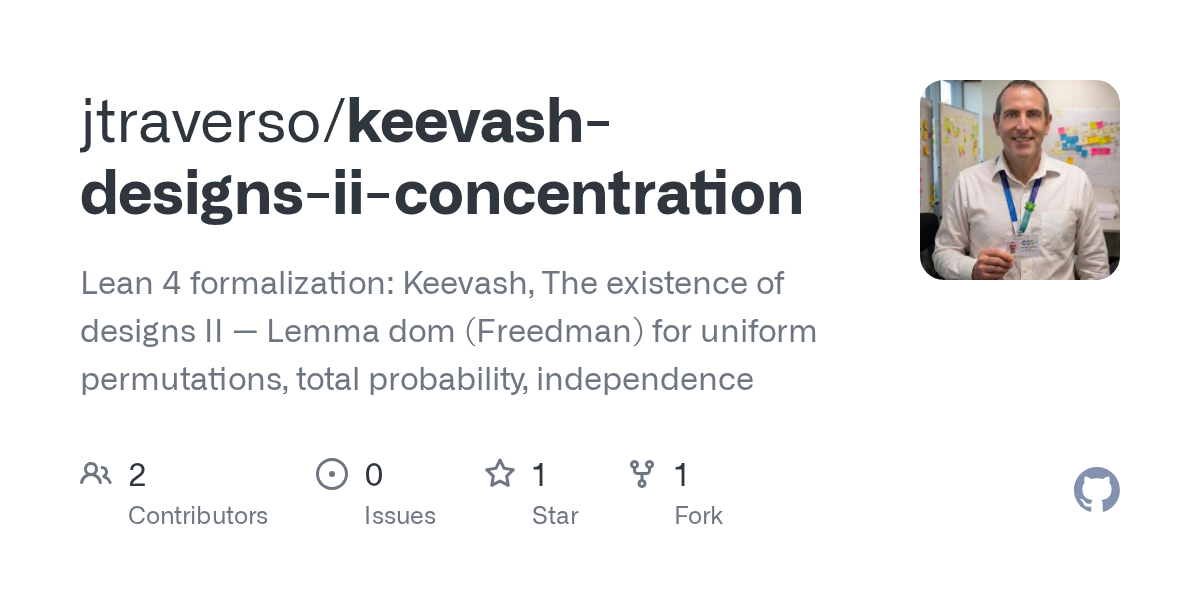 jtraverso/keevash-
designs-ii-concentration
Lean 4 formalization: Keevash, The existence of
designs II — Lemma dom (Freedman) for uniform
permutations, total probability, independence
2 0 1 1
Contributors Issues Star Fork